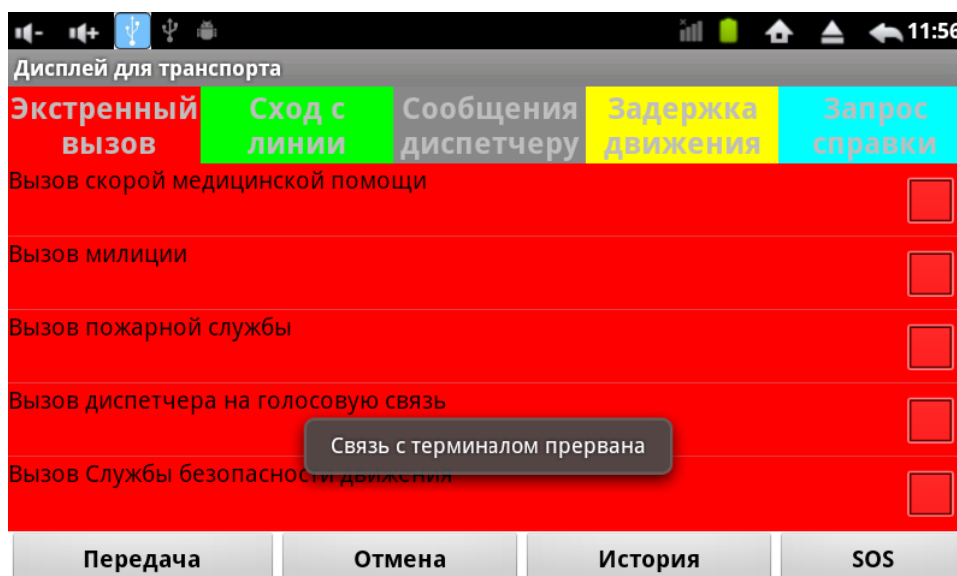 11:56
Дисплей для транспорта
Экстренный вызов
Сход с линии
Сообщения диспетчеру
Задержка движения
Запрос справки
Вызов скорой медицинской помощи
Вызов милиции
Вызов пожарной службы
Вызов диспетчера на голосовую связь
Связь с терминалом прервана
Вызов Службы безопасности движения
Передача
Отмена
История
SOS